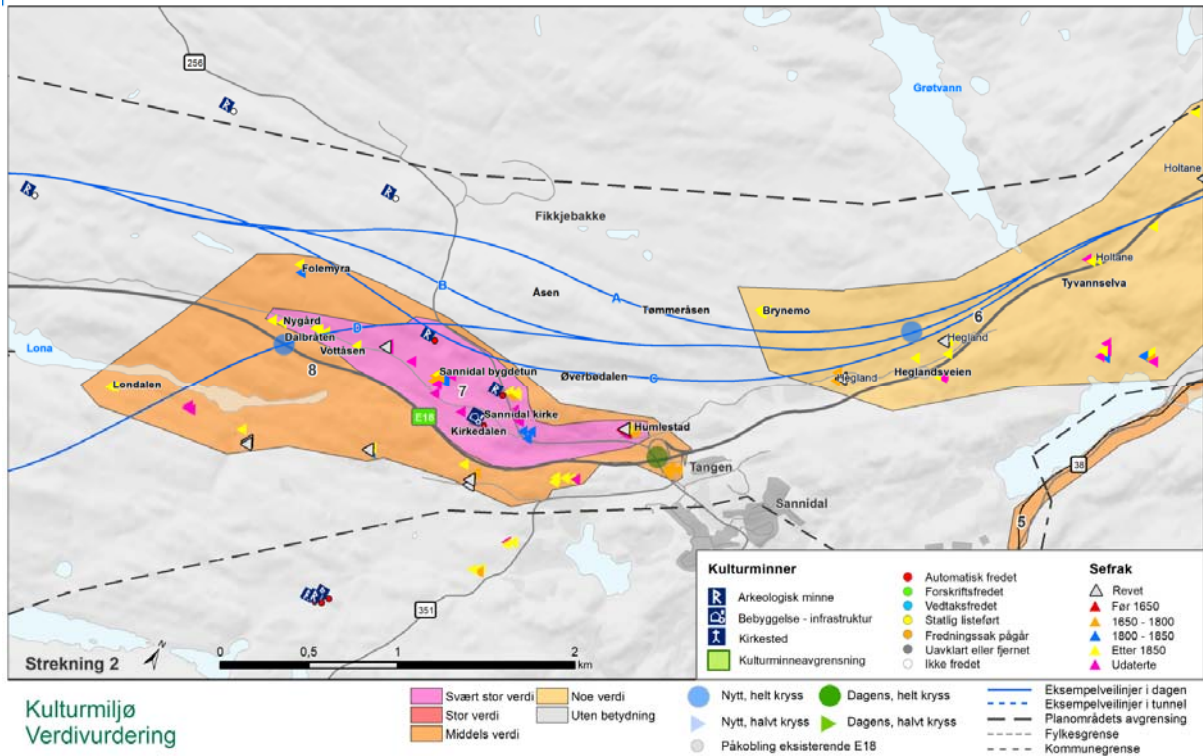 256
Grøtvann
Holtane
Fikkjebakke
Folemyra
B
Åsen
A
Tømmeråsen
Holtane
Tyvannselva
Brynemo
6
Nygård
D
Dalbråten
Vottåsen
Hegland
Lona
8
Sannidal bygdetun
Øverbødalen
C
Hegland
Heglandsveien
Londalen
7
E18
Sannidal kirke
Kirkedalen
Humlestad
Tangen
38
Sannidal
5
351
Strekning 2
0
0,5
1
2
km
Kulturminner
Arkeologisk minne
Bebyggelse - infrastruktur
Kirkested
Kulturminneavgrensning
Automatisk fredet
Forskriftsfredet
Vedtaksfredet
Statlig listeført
Fredningssak pågår
Uavklart eller fjernet
Ikke fredet
Sefrak
Revet
Før 1650
1650 - 1800
1800 - 1850
Etter 1850
Udaterte
Kulturmiljø
Verdivurdering
Svært stor verdi
Stor verdi
Middels verdi
Noe verdi
Uten betydning
Nytt, helt kryss
Nytt, halvt kryss
Påkobling eksisterende E18
Dagens, helt kryss
Dagens, halvt kryss
Eksempelveilinjer i dagen
Eksempelveilinjer i tunnel
Planområdets avgrensing
Fylkesgrense
Kommunegrense